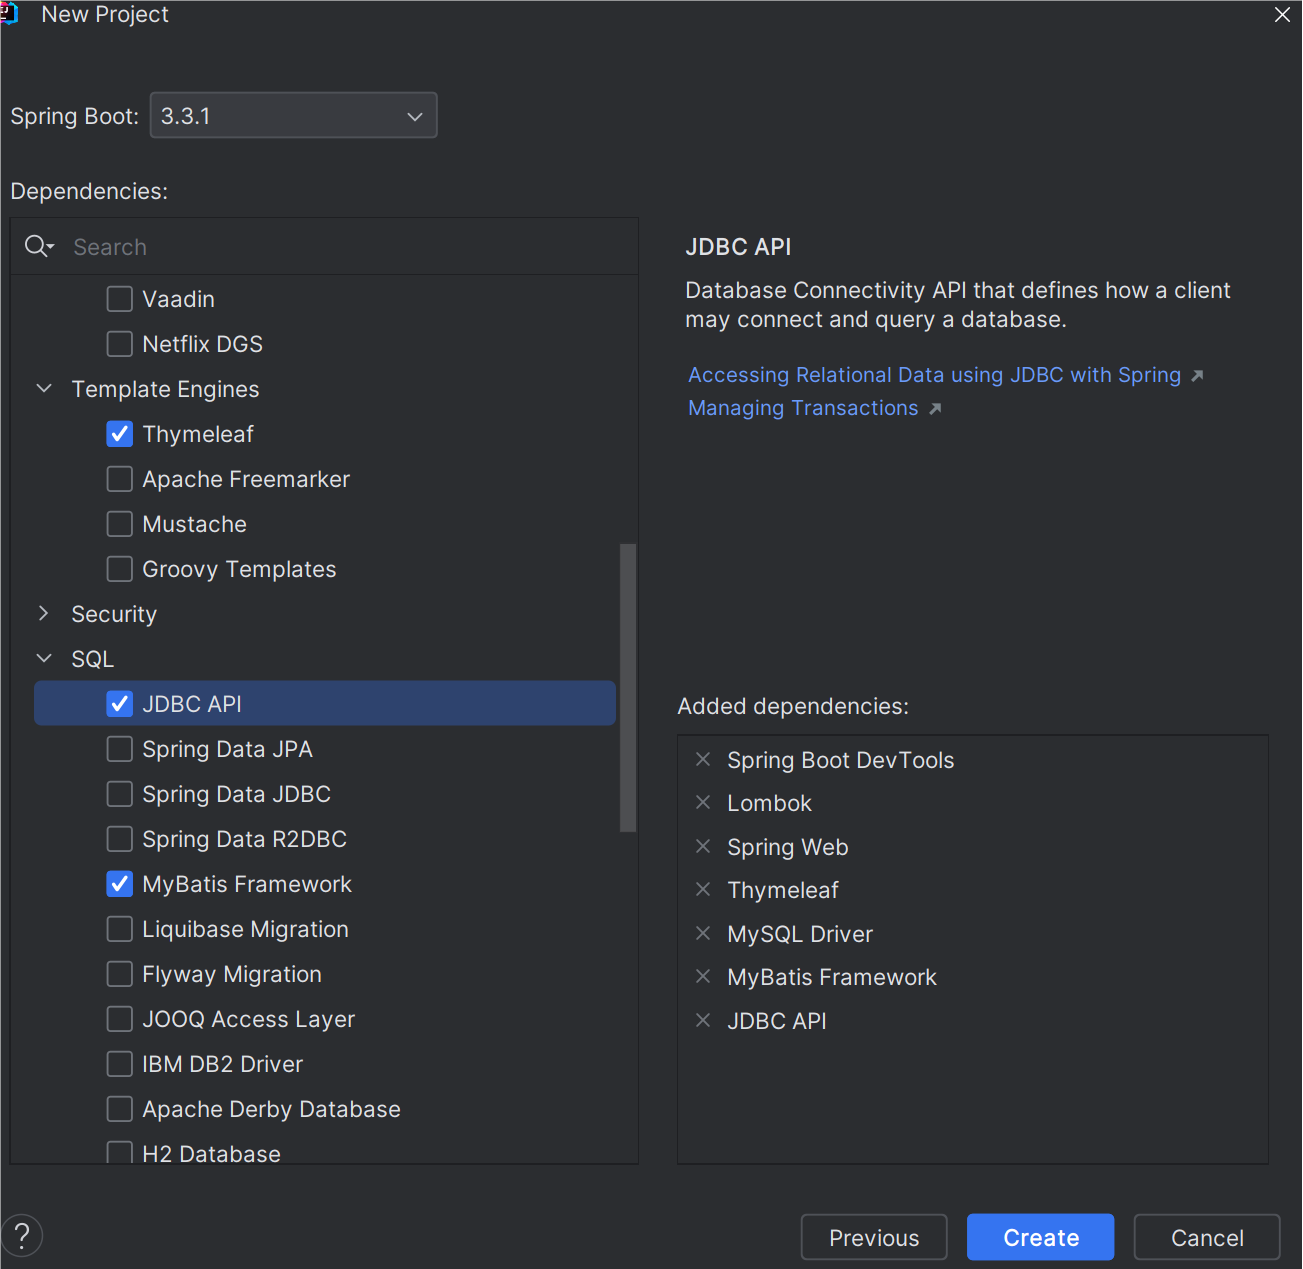 New Project
Spring Boot: 3.3.1
Dependencies:
Search
Vaadin
Netflix DGS
Template Engines
Thymeleaf
Apache Freemarker
Mustache
Groovy Templates
Security
SQL
JDBC API
Spring Data JPA
Spring Data JDBC
Spring Data R2DBC
MyBatis Framework
Liquibase Migration
Flyway Migration
JOOQ Access Layer
IBM DB2 Driver
Apache Derby Database
H2 Database
JDBC API
Database Connectivity API that defines how a client
may connect and query a database.
Accessing Relational Data using JDBC with Spring
Managing Transactions
Added dependencies:
Spring Boot DevTools
Lombok
Spring Web
Thymeleaf
MySQL Driver
MyBatis Framework
JDBC API
?
Previous
Create
Cancel